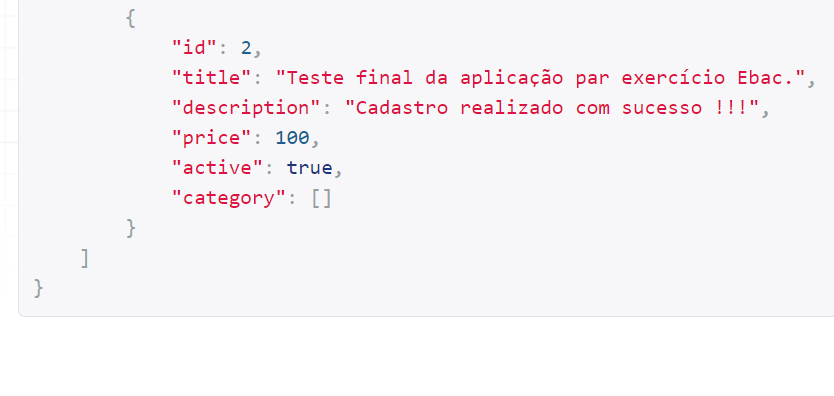 {
"id": 2,
"title": "Teste final da aplicação par exercício Ebac.",
"description": "Cadastro realizado com sucesso !!!",
"price": 100,
"active": true,
"category": []
}
]
}